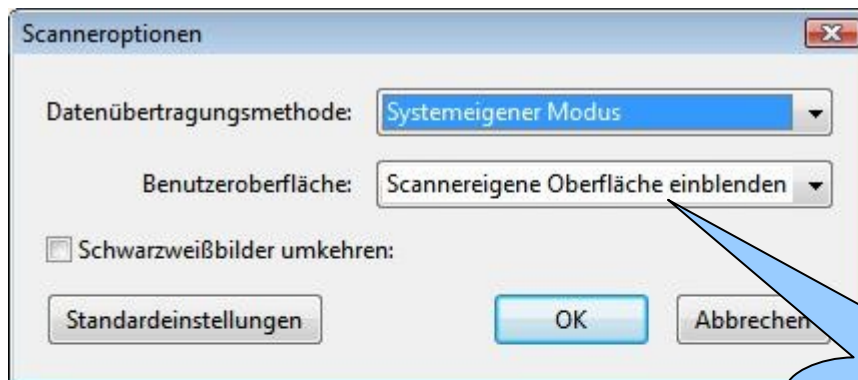 Scanneroptionen
Datenübertragungsmethode: Systemeigener Modus
Benutzeroberfläche: Scannereigene Oberfläche einblenden
Schwarzweißbilder umkehren:
Standardeinstellungen OK Abbrechen